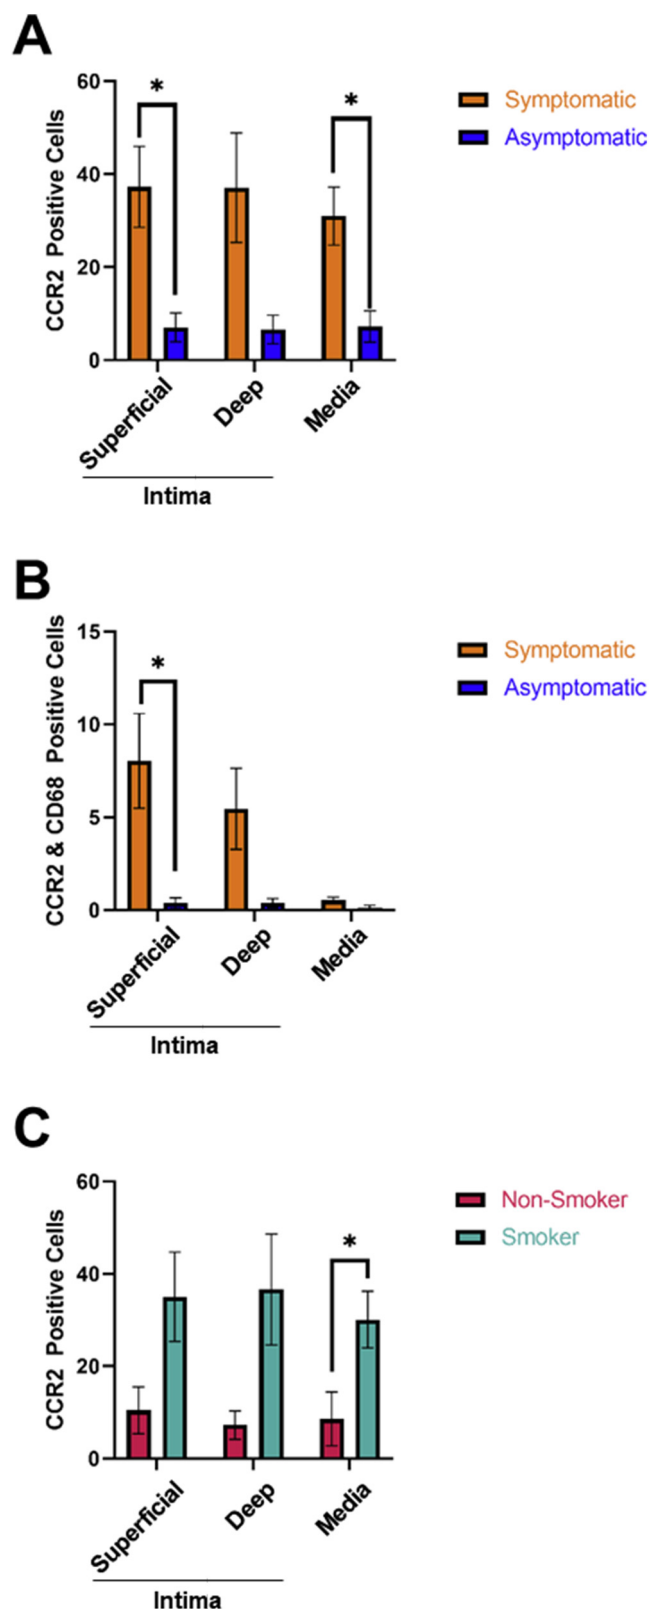 A
CCR2 Positive Cells
60
40
20
0
*
*
Symptomatic
Asymptomatic
Superficial
Deep
Media
Intima
B
CCR2 & CD68 Positive Cells
15
10
5
0
*
Symptomatic
Asymptomatic
Superficial
Deep
Media
Intima
C
CCR2 Positive Cells
60
40
20
0
*
Non-Smoker
Smoker
Superficial
Deep
Media
Intima